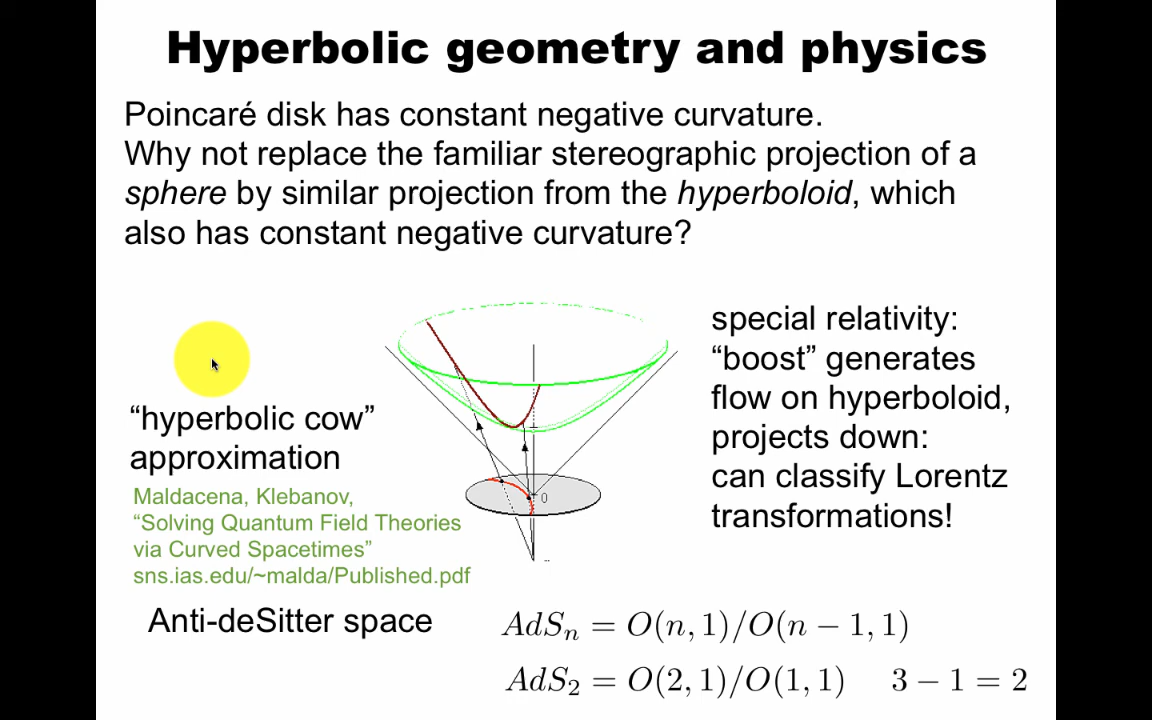 Hyperbolic geometry and physics
Poincaré disk has constant negative curvature.
Why not replace the familiar stereographic projection of a
sphere by similar projection from the hyperboloid, which
also has constant negative curvature?
special relativity:
“boost” generates
flow on hyperboloid,
projects down:
can classify Lorentz
transformations!
0
“hyperbolic cow”
approximation
Maldacena, Klebanov,
“Solving Quantum Field Theories
via Curved Spacetimes”
sns.ias.edu/~malda/Published.pdf
Anti-deSitter space
AdS_n = O(n, 1)/O(n − 1, 1)
AdS_2 = O(2, 1)/O(1, 1) 3 − 1 = 2